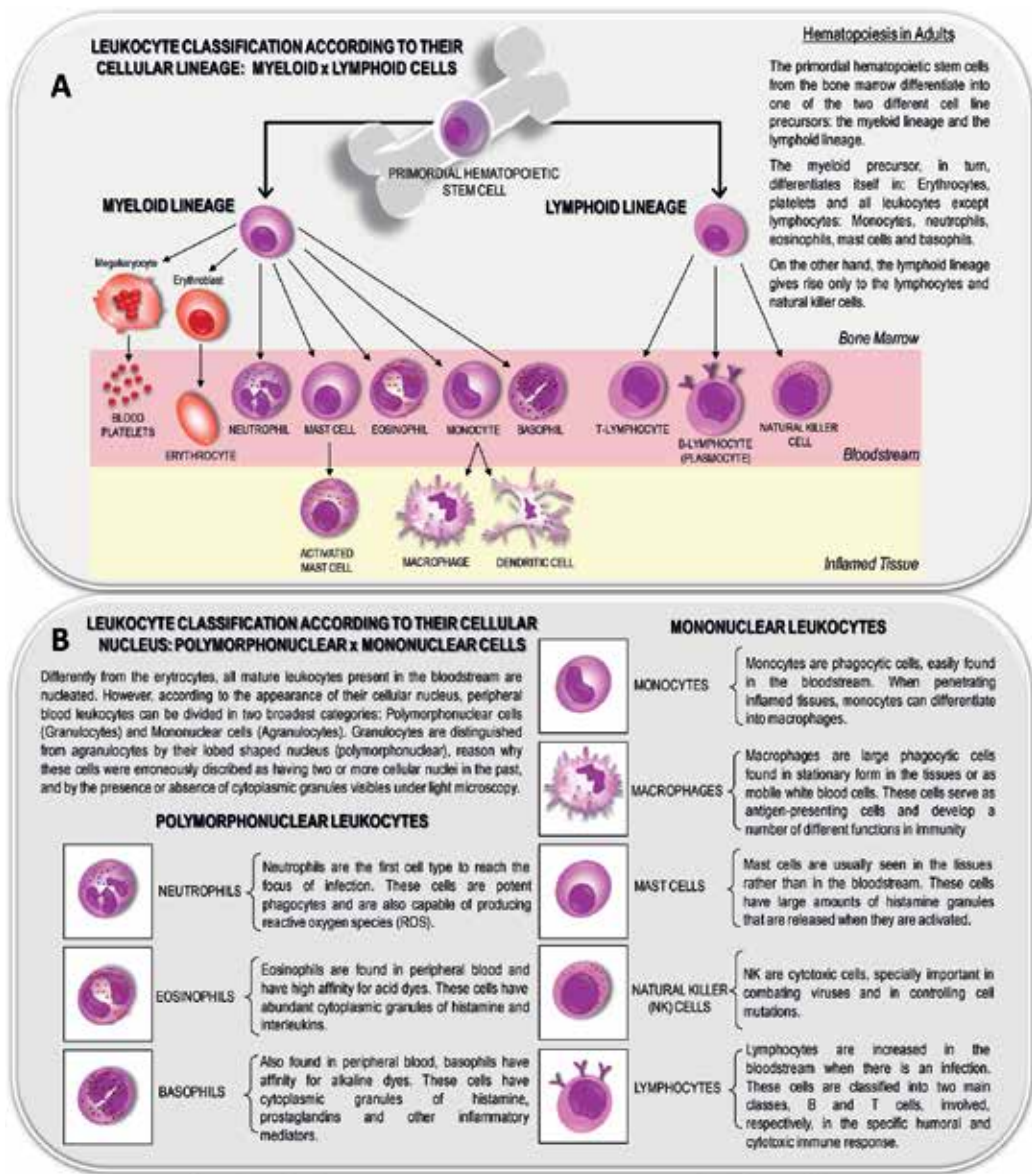 A
LEUKOCYTE CLASSIFICATION ACCORDING TO THEIR
CELLULAR LINEAGE: MYELOID x LYMPHOID CELLS
PRIMORDIAL HEMATOPOIETIC
STEM CELL
Hematopoiesis in Adults
The primordial hematopoietic stem cells
from the bone marrow differentiate into
one of the two different cell line
precursors: the myeloid lineage and the
lymphoid lineage.
The myeloid precursor, in turn,
differentiates itself in: Erythrocytes,
platelets and all leukocytes except
lymphocytes: Monocytes, neutrophils,
eosinophils, mast cells and basophils.
On the other hand, the lymphoid lineage
gives rise only to the lymphocytes and
natural killer cells.
MYELOID LINEAGE
LYMPHOID LINEAGE
Megakaryocyte
Erythroblast
Bone Marrow
BLOOD
PLATELETS
ERYTHROCYTE
NEUTROPHIL
MAST CELL
EOSINOPHIL
MONOCYTE
BASOPHIL
T-LYMPHOCYTE
B-LYMPHOCYTE
(PLASMOCYTE)
NATURAL KILLER
CELL
Bloodstream
ACTIVATED
MAST CELL
MACROPHAGE
DENDRITIC CELL
Inflamed Tissue
B
LEUKOCYTE CLASSIFICATION ACCORDING TO THEIR CELLULAR
NUCLEUS: POLYMORPHONUCLEAR x MONONUCLEAR CELLS
Differently from the erytrocytes, all mature leukocytes present in the bloodstream are
nucleated. However, according to the appearance of their cellular nucleus, peripheral
blood leukocytes can be divided in two broadest categories: Polymorphonuclear cells
(Granulocytes) and Mononuclear cells (Agranulocytes). Granulocytes are distinguished
from agranulocytes by their lobed shaped nucleus (polymorphonuclear), reason why
these cells were erroneously discribed as having two or more cellular nuclei in the past,
and by the presence or absence of cytoplasmic granules visibles under light microscopy.
POLYMORPHONUCLEAR LEUKOCYTES
NEUTROPHILS
Neutrophils are the first cell type to reach the
focus of infection. These cells are potent
phagocytes and are also capable of producing
reactive oxygen species (ROS).
EOSINOPHILS
Eosinophils are found in peripheral blood and
have high affinity for acid dyes. These cells have
abundant cytoplasmic granules of histamine and
interleukins.
BASOPHILS
Also found in peripheral blood, basophils have
affinity for alkaline dyes. These cells have
cytoplasmic granules of histamine,
prostaglandins and other inflammatory
mediators.
MONONUCLEAR LEUKOCYTES
MONOCYTES
Monocytes are phagocytic cells, easily found
in the bloodstream. When penetrating
inflamed tissues, monocytes can differentiate
into macrophages.
MACROPHAGES
Macrophages are large phagocytic cells
found in stationary form in the tissues or as
mobile white blood cells. These cells serve as
antigen-presenting cells and develop a
number of different functions in immunity
MAST CELLS
Mast cells are usually seen in the tissues
rather than in the bloodstream. These cells
have large amounts of histamine granules
that are released when they are activated.
NATURAL KILLER
(NK) CELLS
NK are cytotoxic cells, specially important in
combating viruses and in controlling cell
mutations.
LYMPHOCYTES
Lymphocytes are increased in the
bloodstream when there is an infection.
These cells are classified into two main
classes, B and T cells, involved,
respectively, in the specific humoral and
cytotoxic immune response.